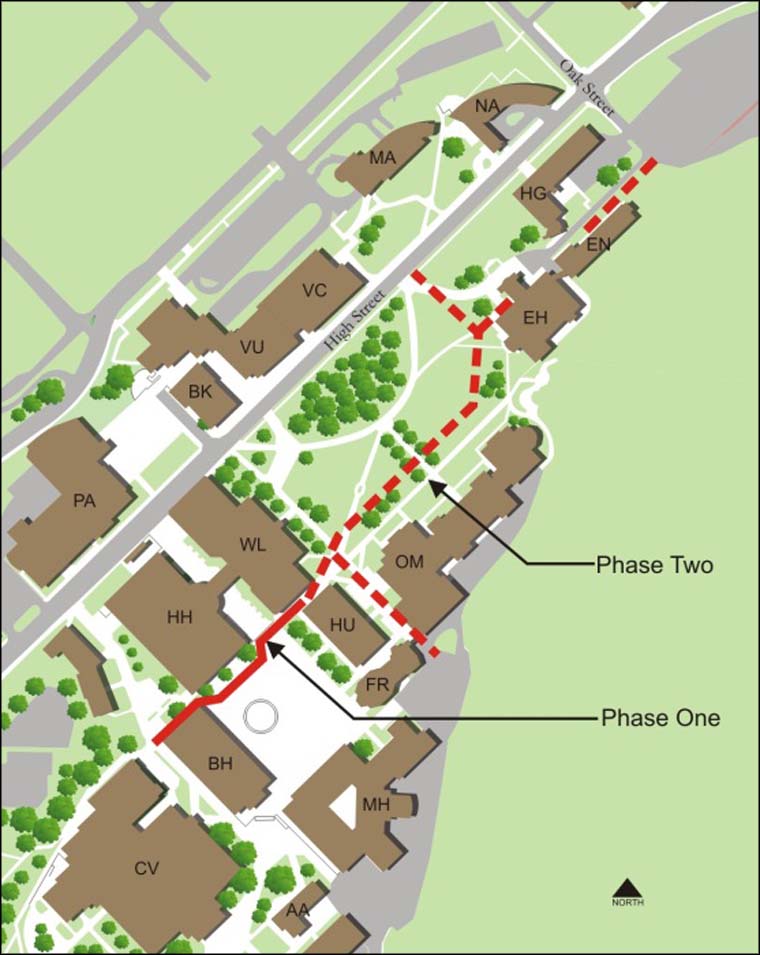 Oak Street
NA
MA
HG
EN
VC
EH
High Street
VU
BK
PA
WL
OM
Phase Two
HH
HU
FR
Phase One
BH
MH
CV
NORTH
AA